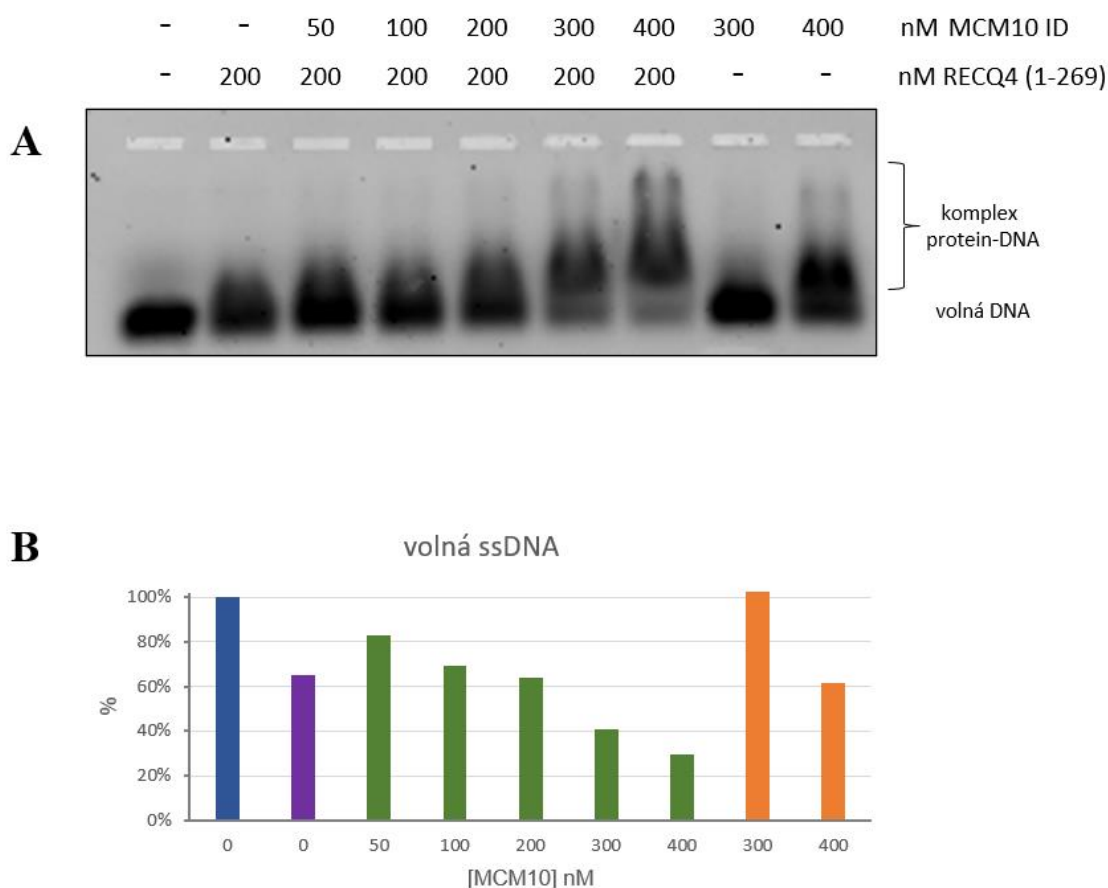 - - 50 100 200 300 400 300 400 nM MCM10 ID
- 200 200 200 200 200 200 - - nM RECQ4 (1-269)
A
komplex
protein-DNA
volná DNA
B
volná ssDNA
100%
80%
60%
40%
20%
0%
%
0 0 50 100 200 300 400 300 400
[MCM10] nM